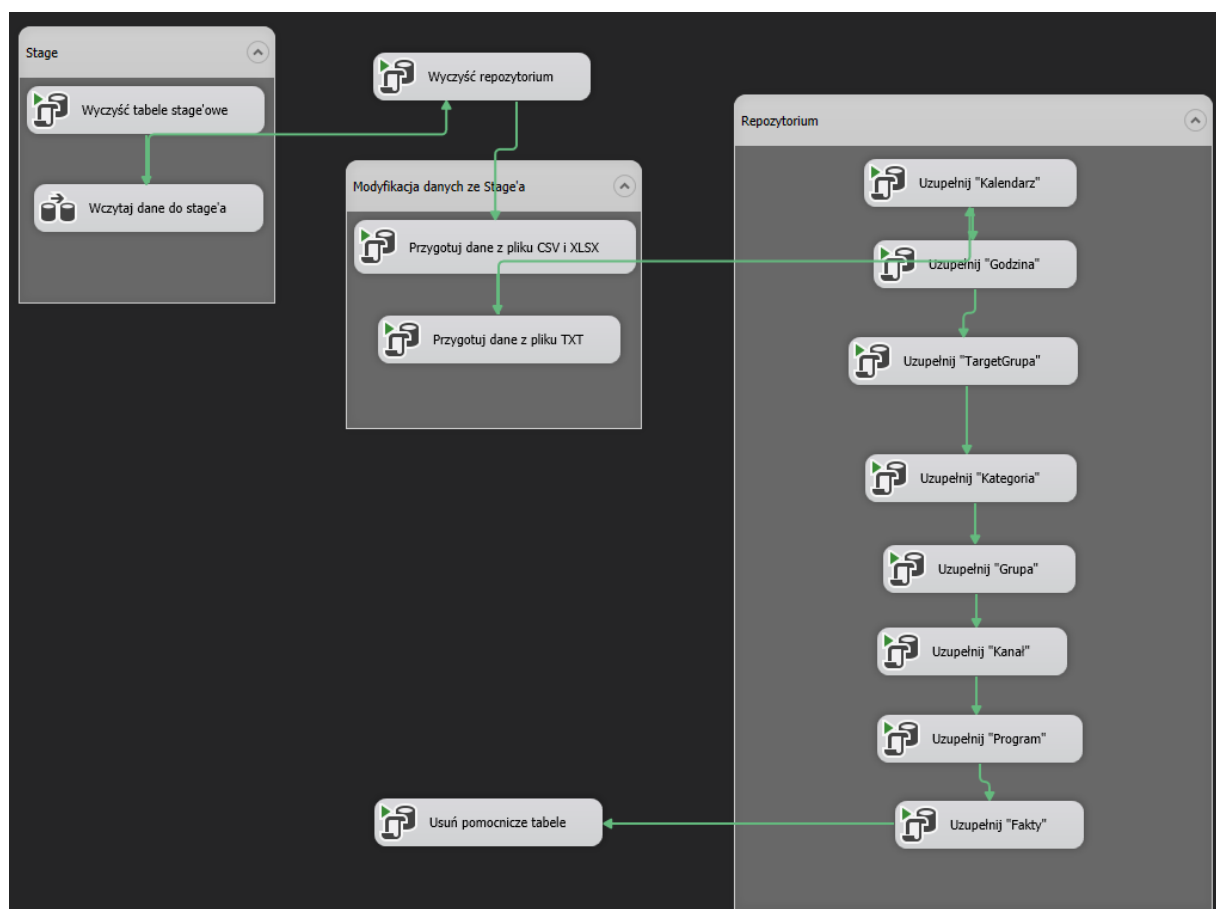 Stage
Wyczyść tabele stage'owe
Wczytaj dane do stage'a
Wyczyść repozytorium
Modyfikacja danych ze Stage'a
Przygotuj dane z pliku CSV i XLSX
Przygotuj dane z pliku TXT
Repozytorium
Uzupełnij "Kalendarz"
Uzupełnij "Godzina"
Uzupełnij "TargetGrupa"
Uzupełnij "Kategoria"
Uzupełnij "Grupa"
Uzupełnij "Kanał"
Uzupełnij "Program"
Uzupełnij "Fakty"
Usuń pomocnicze tabele